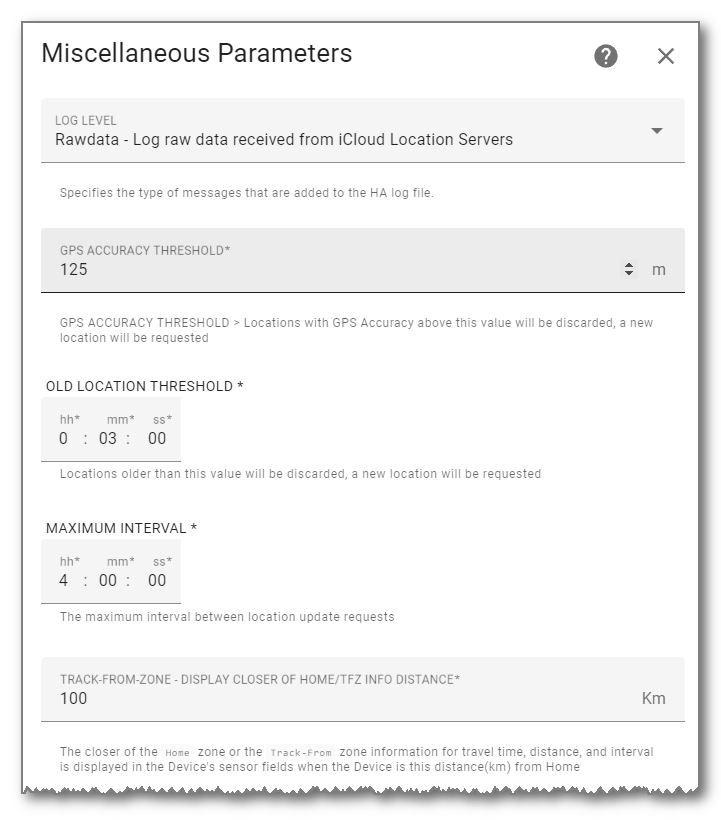 Miscellaneous Parameters
?
LOG LEVEL
Rawdata - Log raw data received from iCloud Location Servers
Specifies the type of messages that are added to the HA log file.
GPS ACCURACY THRESHOLD*
125
m
GPS ACCURACY THRESHOLD > Locations with GPS Accuracy above this value will be discarded, a new
location will be requested
OLD LOCATION THRESHOLD *
hh* mm* ss*
0 : 03 : 00
Locations older than this value will be discarded, a new location will be requested
MAXIMUM INTERVAL *
hh* mm* ss*
4 : 00 : 00
The maximum interval between location update requests
TRACK-FROM-ZONE - DISPLAY CLOSER OF HOME/TFZ INFO DISTANCE*
100
Km
The closer of the Home zone or the Track-From zone information for travel time, distance, and interval
is displayed in the Device's sensor fields when the Device is this distance(km) from Home